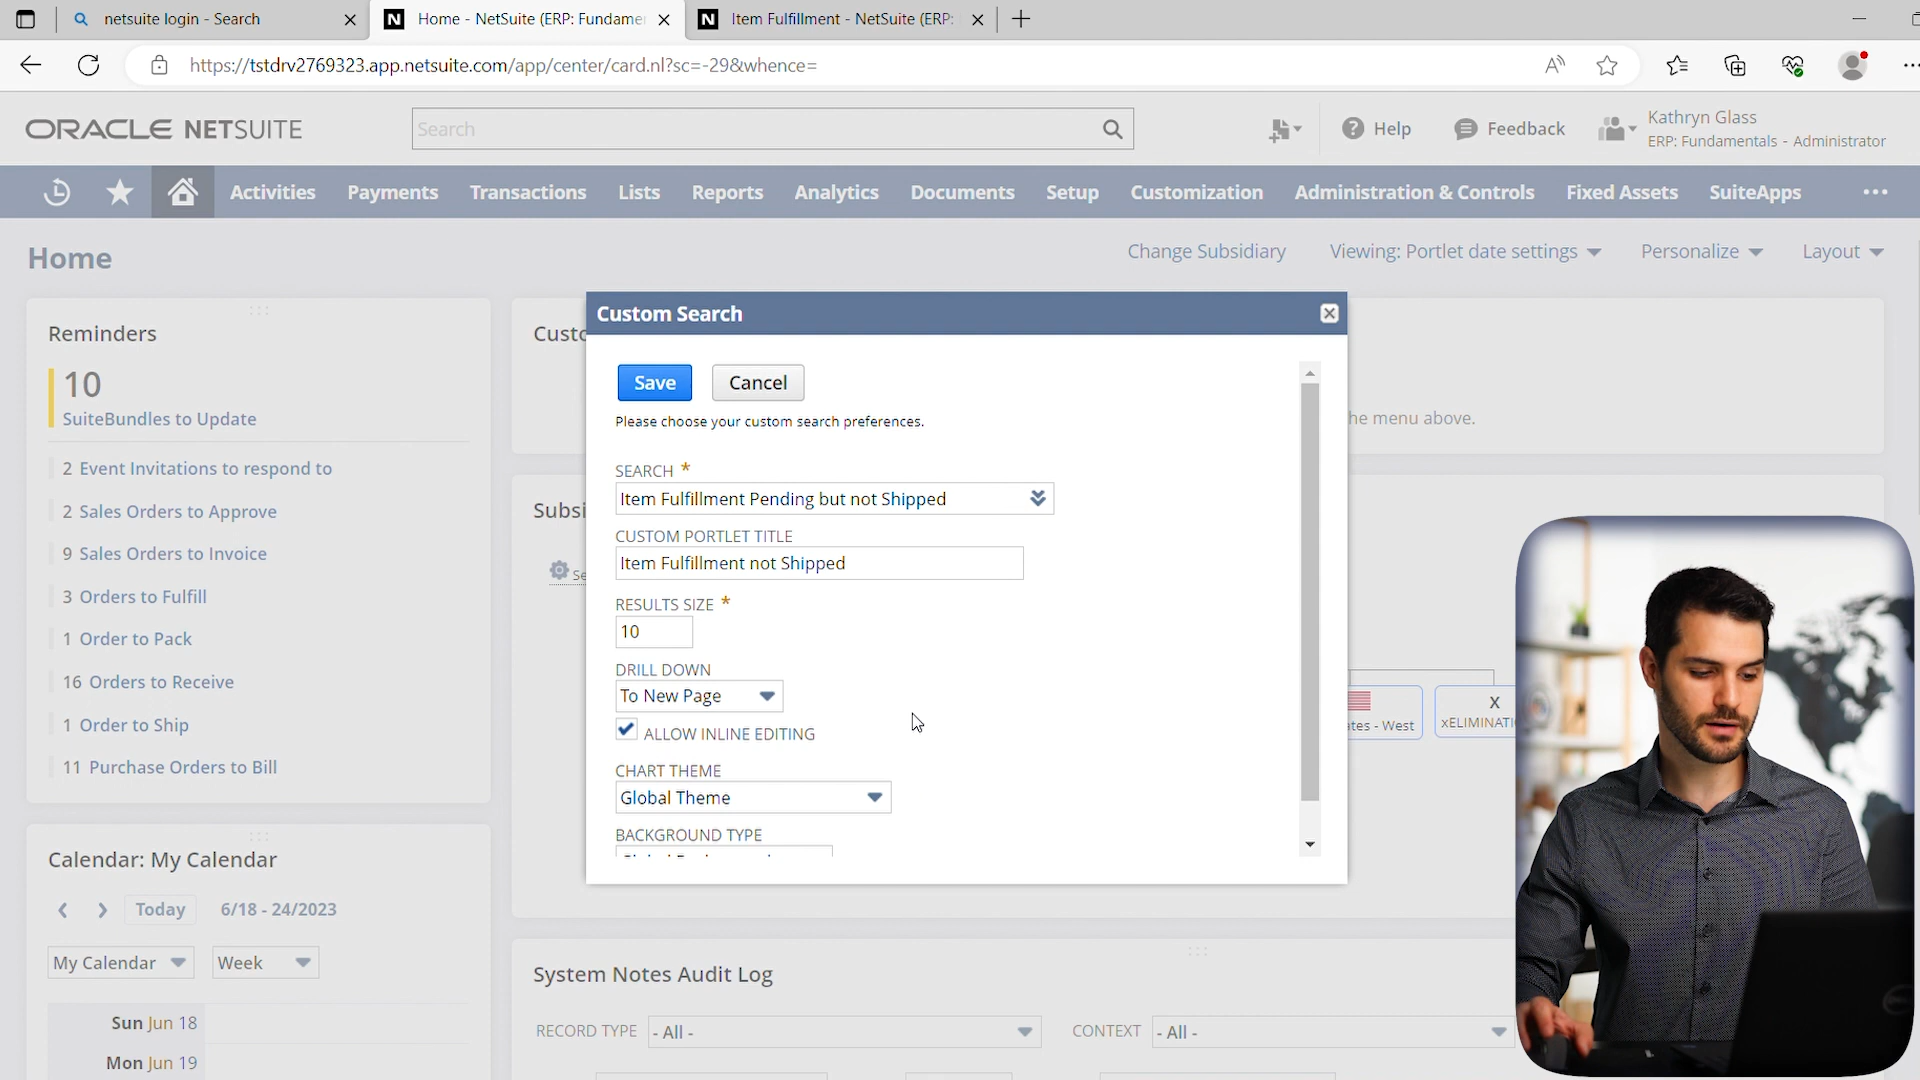 netsuite login - Search
Home - NetSuite (ERP: Fundame
Item Fulfillment - NetSuite (ERP:
https://tstdrv2769323.app.netsuite.com/app/center/card.nl?sc=-29&whence=
ORACLE NETSUITE
Search
Help
Feedback
Kathryn Glass
ERP: Fundamentals - Administrator
Activities
Payments
Transactions
Lists
Reports
Analytics
Documents
Setup
Customization
Administration & Controls
Fixed Assets
SuiteApps
Home
Change Subsidiary
Viewing: Portlet date settings
Personalize
Layout
Reminders
10
SuiteBundles to Update
2 Event Invitations to respond to
2 Sales Orders to Approve
9 Sales Orders to Invoice
3 Orders to Fulfill
1 Order to Pack
16 Orders to Receive
1 Order to Ship
11 Purchase Orders to Bill
Calendar: My Calendar
Today
6/18 - 24/2023
My Calendar
Week
Sun Jun 18
Mon Jun 19
Custo
he menu above.
Subsi
Se
Custom Search
Save
Cancel
Please choose your custom search preferences.
SEARCH *
Item Fulfillment Pending but not Shipped
CUSTOM PORTLET TITLE
Item Fulfillment not Shipped
RESULTS SIZE *
10
DRILL DOWN
To New Page
ALLOW INLINE EDITING
CHART THEME
Global Theme
BACKGROUND TYPE
ates - West
X
xELIMINATI
System Notes Audit Log
RECORD TYPE
- All -
CONTEXT
- All -